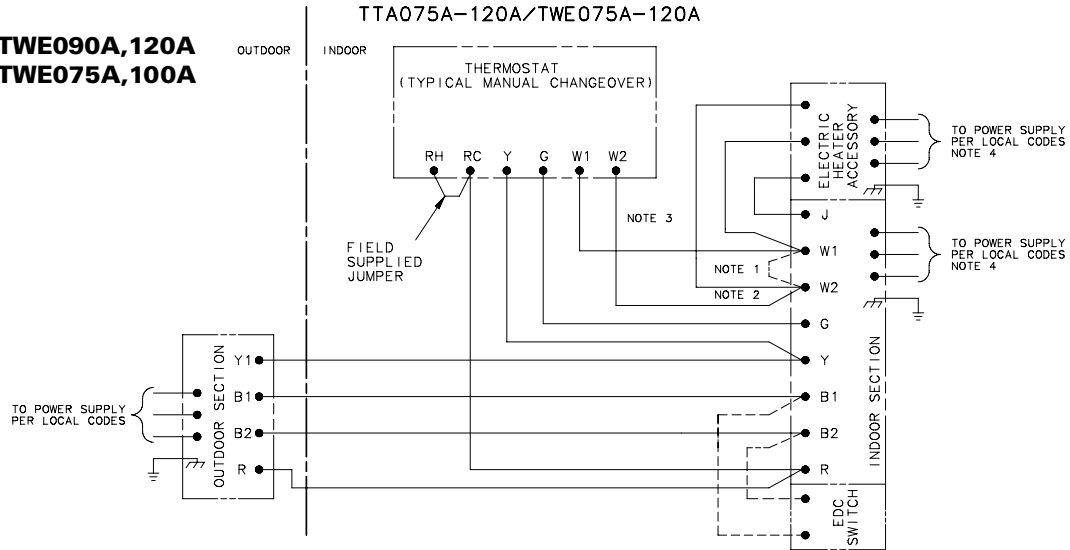 TTA075A-120A/TWE075A-120A
TWE090A,120A
TWE075A,100A
OUTDOOR
INDOOR
THERMOSTAT
(TYPICAL MANUAL CHANGEOVER)
RH RC Y G W1 W2
FIELD
SUPPLIED
JUMPER
NOTE 3
NOTE 1
NOTE 2
ELECTRIC
HEATER
ACCESSORY
TO POWER SUPPLY
PER LOCAL CODES
NOTE 4
J
W1
W2
G
Y
B1
B2
R
INDOOR SECTION
TO POWER SUPPLY
PER LOCAL CODES
NOTE 4
EDC
SWITCH
TO POWER SUPPLY
PER LOCAL CODES
OUTDOOR SECTION
Y1
B1
B2
R